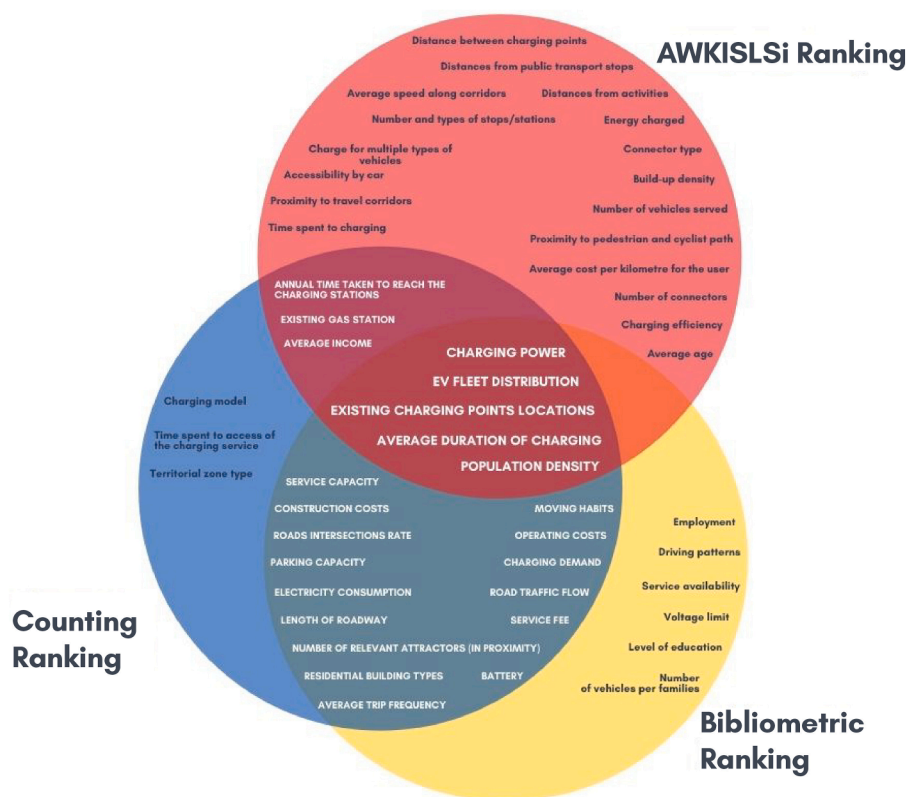 Distance between charging points
AWKISLSi Ranking
Distances from public transport stops
Average speed along corridors
Distances from activities
Number and types of stops/stations
Energy charged
Charge for multiple types of
vehicles
Connector type
Accessibility by car
Build-up density
Proximity to travel corridors
Number of vehicles served
Time spent to charging
Proximity to pedestrian and cyclist path
Average cost per kilometre for the user
Number of connectors
Charging efficiency
Average age
ANNUAL TIME TAKEN TO REACH THE
CHARGING STATIONS
EXISTING GAS STATION
AVERAGE INCOME
CHARGING POWER
EV FLEET DISTRIBUTION
EXISTING CHARGING POINTS LOCATIONS
AVERAGE DURATION OF CHARGING
POPULATION DENSITY
Charging model
Time spent to access of
the charging service
Territorial zone type
SERVICE CAPACITY
CONSTRUCTION COSTS
MOVING HABITS
ROADS INTERSECTIONS RATE
OPERATING COSTS
PARKING CAPACITY
CHARGING DEMAND
ELECTRICITY CONSUMPTION
ROAD TRAFFIC FLOW
LENGTH OF ROADWAY
SERVICE FEE
NUMBER OF RELEVANT ATTRACTORS (IN PROXIMITY)
RESIDENTIAL BUILDING TYPES
BATTERY
AVERAGE TRIP FREQUENCY
Employment
Driving patterns
Service availability
Voltage limit
Level of education
Number
of vehicles per families
Counting
Ranking
Bibliometric
Ranking